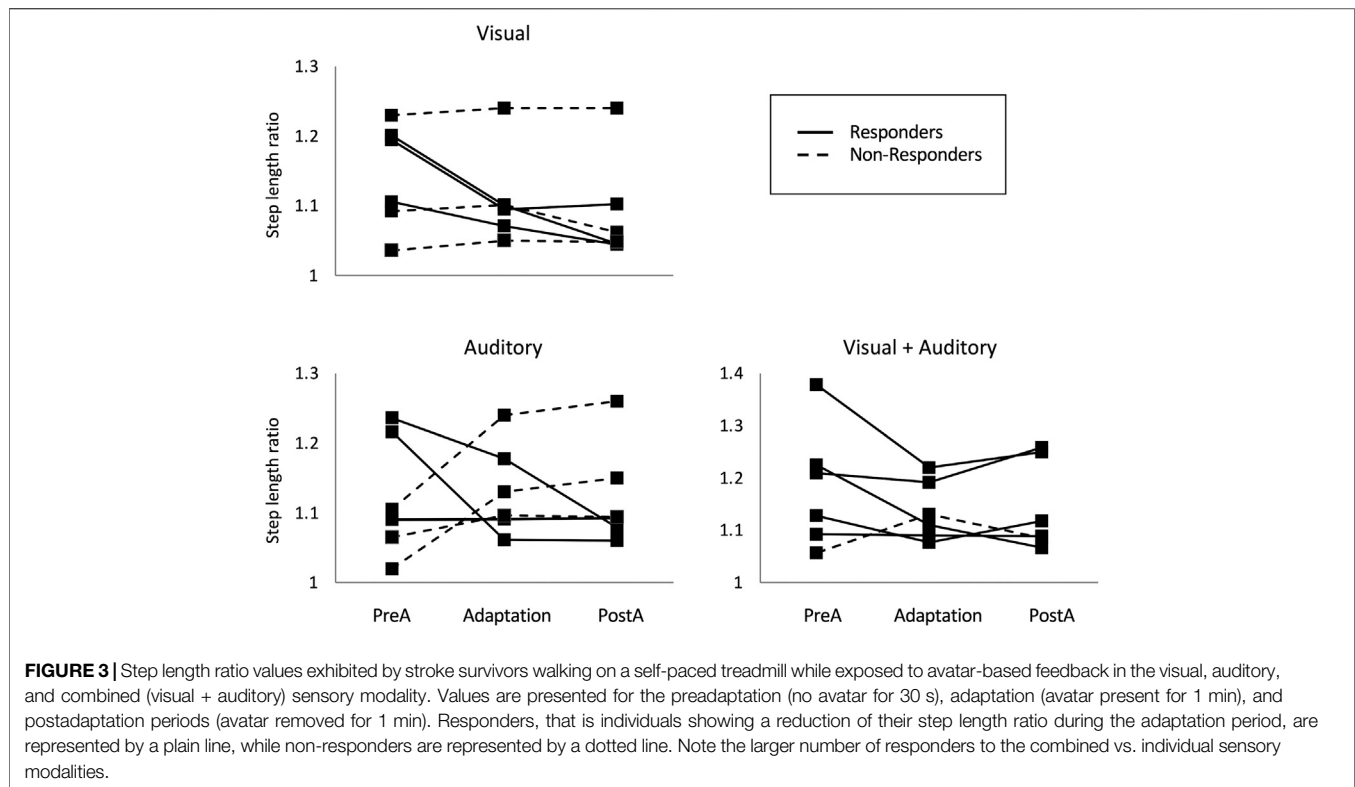 Visual
1.3
1.2
1.1
1
Step length ratio
Responders
Non-Responders
Auditory
1.3
1.2
1.1
1
Step length ratio
PreA Adaptation PostA
Visual + Auditory
1.4
1.3
1.2
1.1
1
PreA Adaptation PostA
FIGURE 3 | Step length ratio values exhibited by stroke survivors walking on a self-paced treadmill while exposed to avatar-based feedback in the visual, auditory,
and combined (visual + auditory) sensory modality. Values are presented for the preadaptation (no avatar for 30 s), adaptation (avatar present for 1 min), and
postadaptation periods (avatar removed for 1 min). Responders, that is individuals showing a reduction of their step length ratio during the adaptation period, are
represented by a plain line, while non-responders are represented by a dotted line. Note the larger number of responders to the combined vs. individual sensory
modalities.